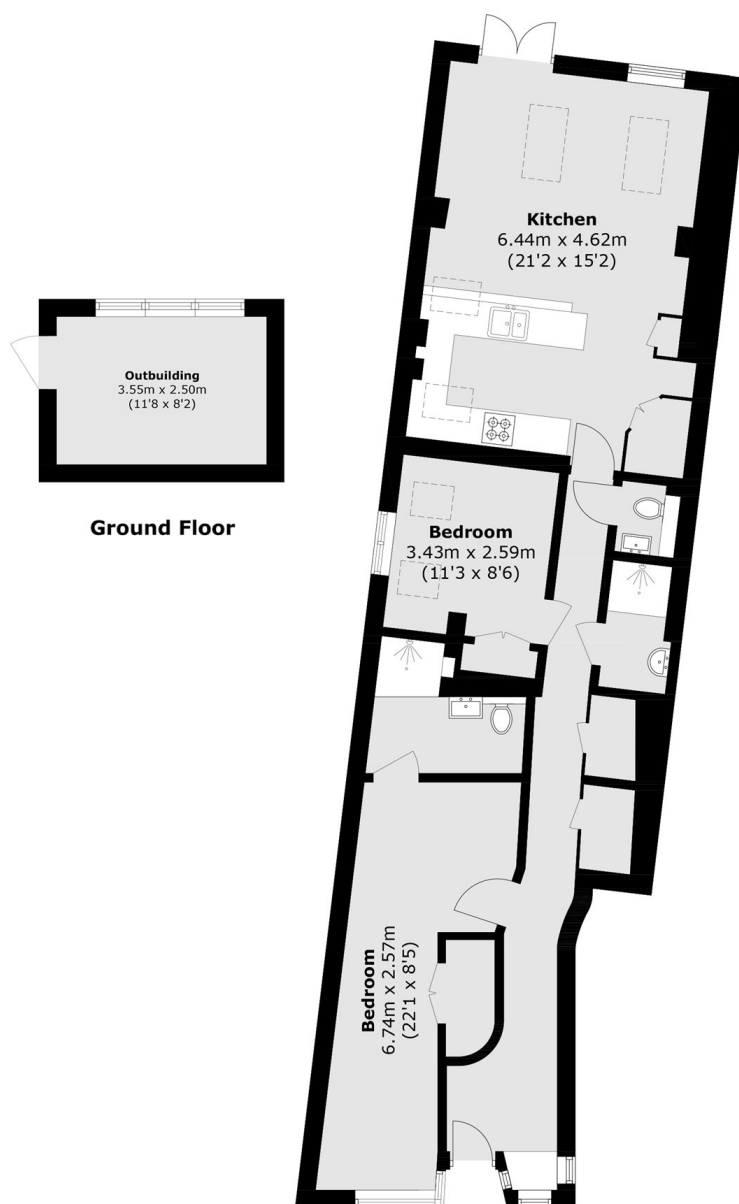 Kitchen
6.44m x 4.62m
(21'2 x 15'2)
Outbuilding
3.55m x 2.50m
(11'8 x 8'2)
Ground Floor
Bedroom
3.43m x 2.59m
(11'3 x 8'6)
Bedroom
6.74m x 2.57m
(22'1 x 8'5)